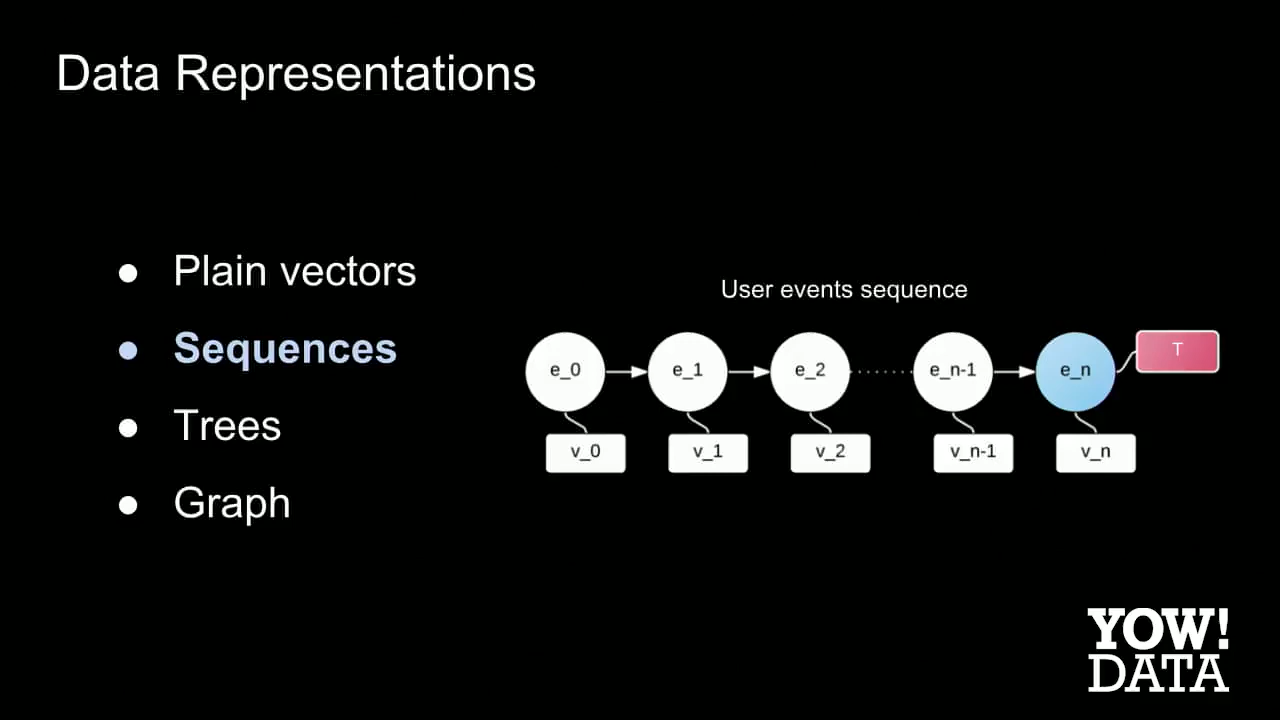 Data Representations
● Plain vectors
● Sequences
● Trees
● Graph
User events sequence
e_0 e_1 e_2 e_n-1 e_n T
v_0 v_1 v_2 v_n-1 v_n
YOW!
DATA